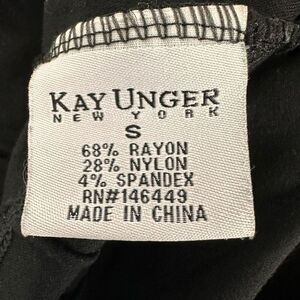 KAY UNGER
NEW YORK
S
68% RAYON
28% NYLON
4% SPANDEX
RN#146449
MADE IN CHINA